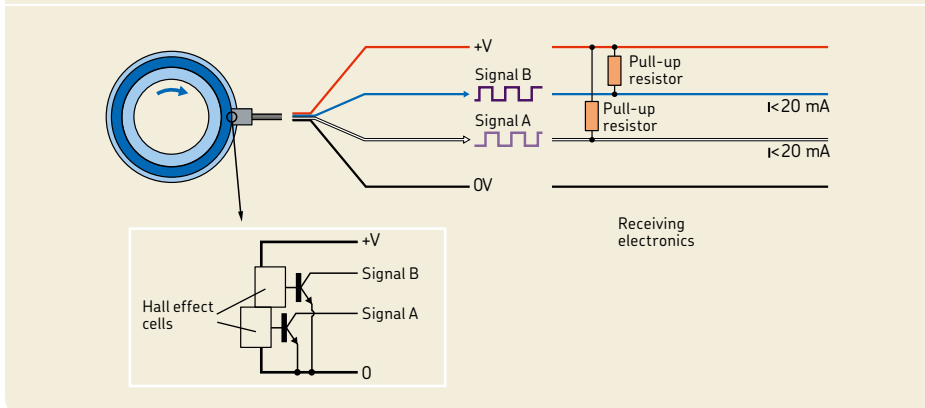 +V
Signal B
Pull-up
resistor
I<20 mA
Signal A
Pull-up
resistor
I<20 mA
0V
Receiving
electronics
+V
Signal B
Hall effect
cells
Signal A
0